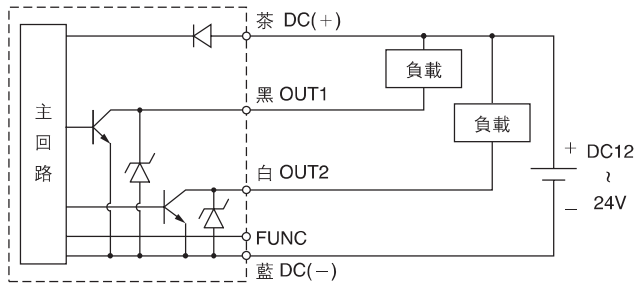 茶 DC(+)
負載
主回路
黑 OUT1
負載
白 OUT2
+ DC12
~
− 24V
FUNC
藍 DC(−)